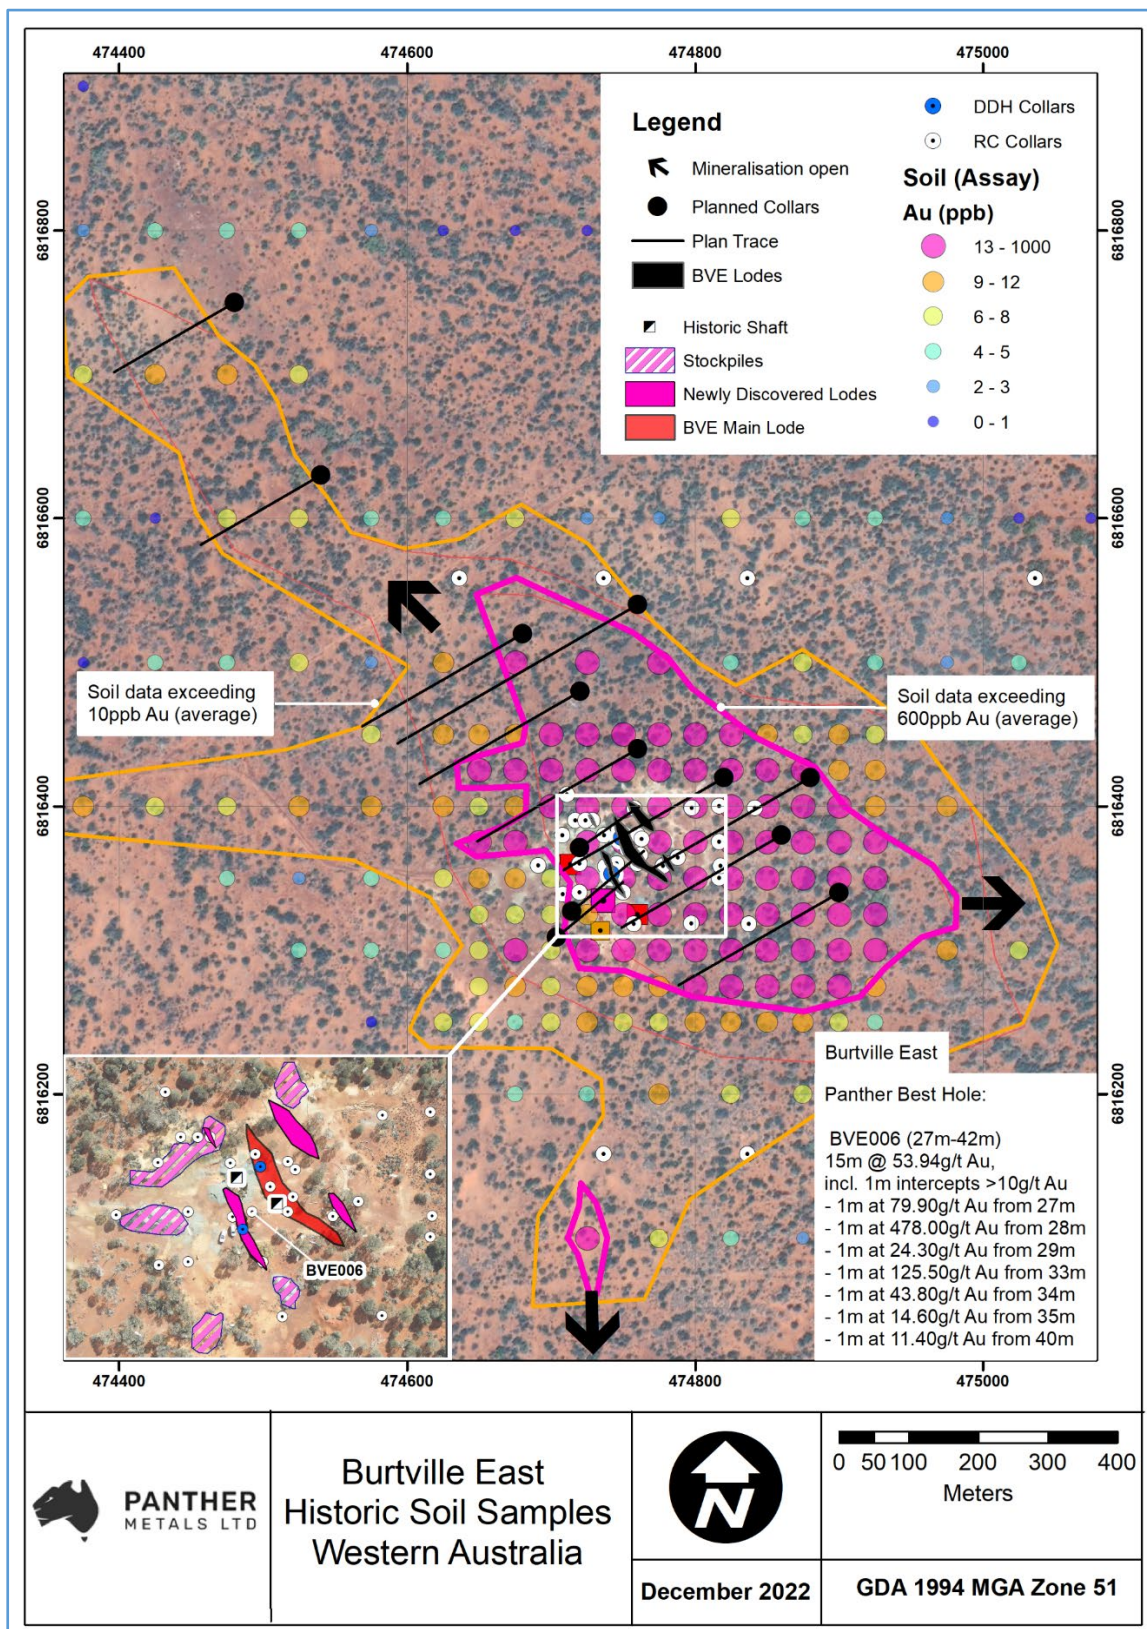 474400
474600
474800
475000
Legend
Mineralisation open
Planned Collars
Plan Trace
BVE Lodes
Historic Shaft
Stockpiles
Newly Discovered Lodes
BVE Main Lode
DDH Collars
RC Collars
Soil (Assay)
Au (ppb)
13 - 1000
9 - 12
6 - 8
4 - 5
2 - 3
0 - 1
6816800
6816800
6816600
6816600
Soil data exceeding
10ppb Au (average)
Soil data exceeding
600ppb Au (average)
6816400
6816400
6816200
6816200
BVE006
Burtville East
Panther Best Hole:
BVE006 (27m-42m)
15m @ 53.94g/t Au,
incl. 1m intercepts >10g/t Au
- 1m at 79.90g/t Au from 27m
- 1m at 478.00g/t Au from 28m
- 1m at 24.30g/t Au from 29m
- 1m at 125.50g/t Au from 33m
- 1m at 43.80g/t Au from 34m
- 1m at 14.60g/t Au from 35m
- 1m at 11.40g/t Au from 40m
474400
474600
474800
475000
PANTHER
METALS LTD
Burtville East
Historic Soil Samples
Western Australia
N
December 2022
0 50 100 200 300 400
Meters
GDA 1994 MGA Zone 51